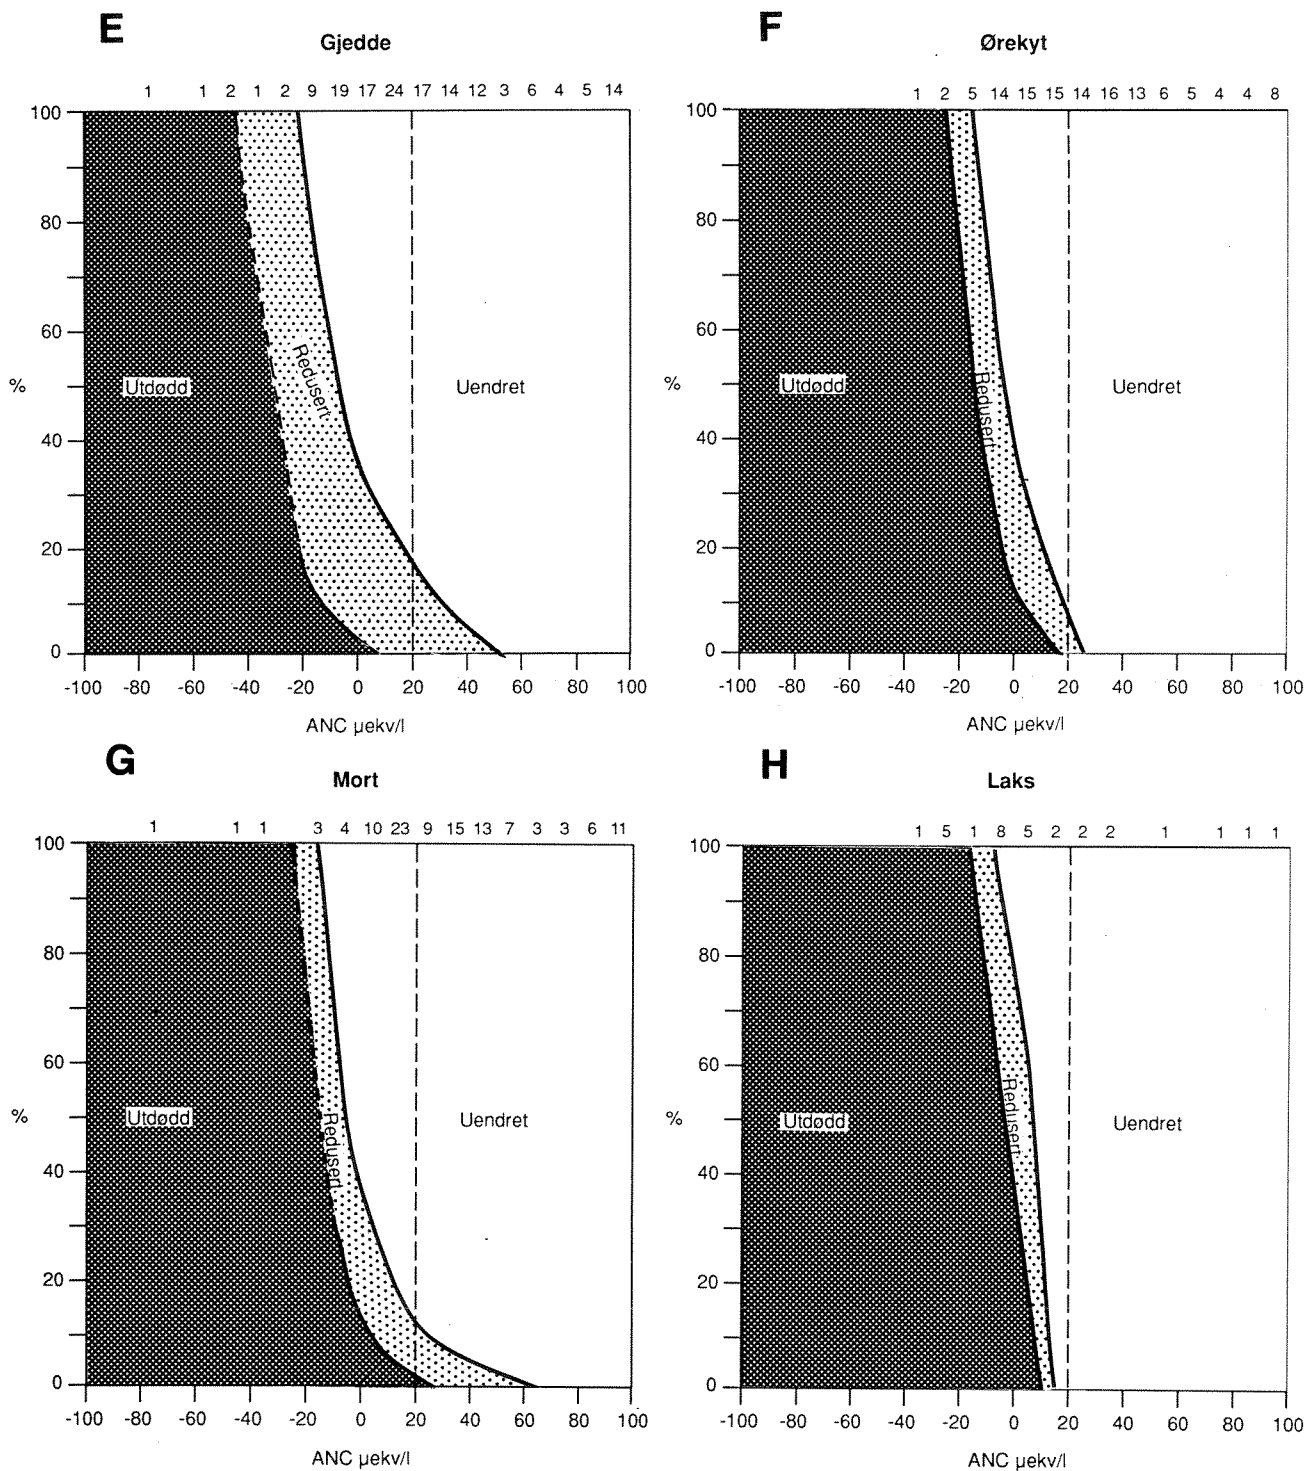 E
Gjedde
1 1 2 1 2 9 19 17 24 17 14 12 3 6 4 5 14
100
80
60
%
40
20
0
Utdødd
Redusert
Uendret
-100 -80 -60 -40 -20 0 20 40 60 80 100
ANC µekv/l
F
Ørekyt
1 2 5 14 15 15 14 16 13 6 5 4 4 8
100
80
60
%
40
20
0
Utdødd
Redusert
Uendret
-100 -80 -60 -40 -20 0 20 40 60 80 100
ANC µekv/l
G
Mort
1 1 1 3 4 10 23 9 15 13 7 3 3 6 11
100
80
60
%
40
20
0
Utdødd
Redusert
Uendret
-100 -80 -60 -40 -20 0 20 40 60 80 100
ANC µekv/l
H
Laks
1 5 1 8 5 2 2 2 1 1 1 1
100
80
60
%
40
20
0
Utdødd
Redusert
Uendret
-100 -80 -60 -40 -20 0 20 40 60 80 100
ANC µekv/l